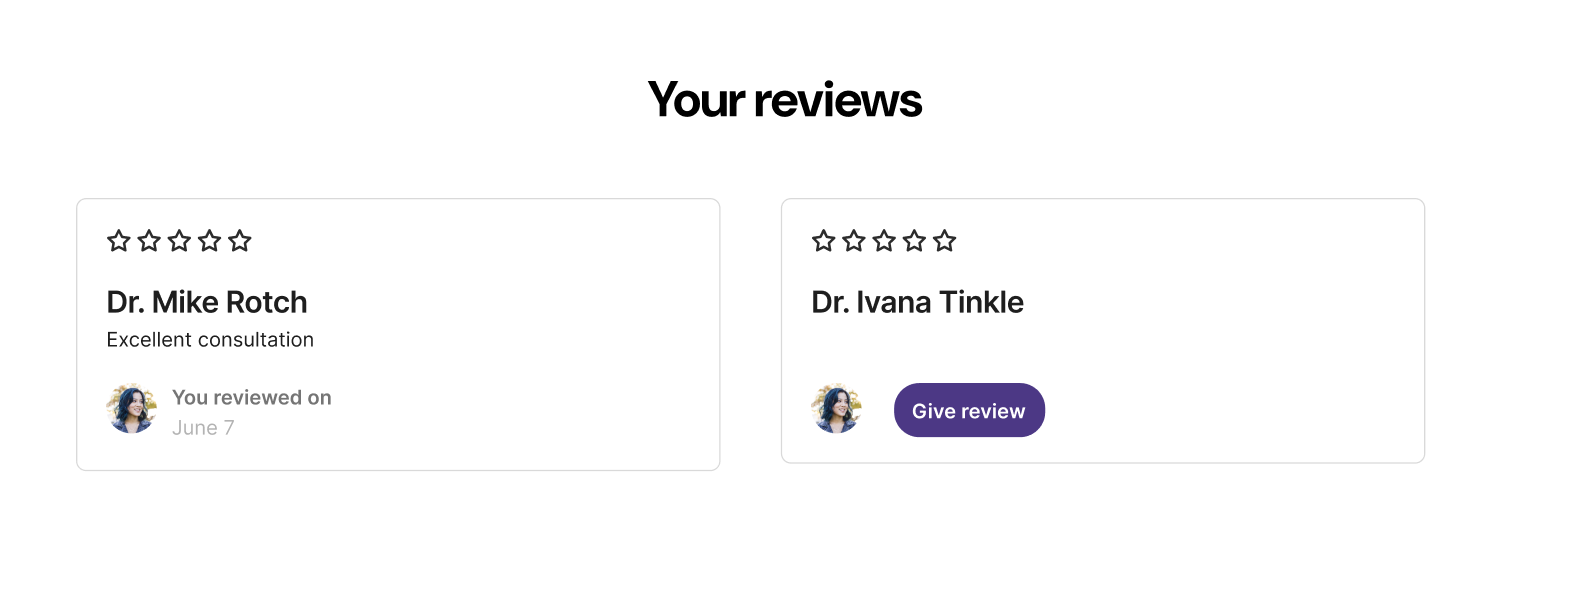 Your reviews
Dr. Mike Rotch
Excellent consultation
You reviewed on
June 7
Dr. Ivana Tinkle
Give review